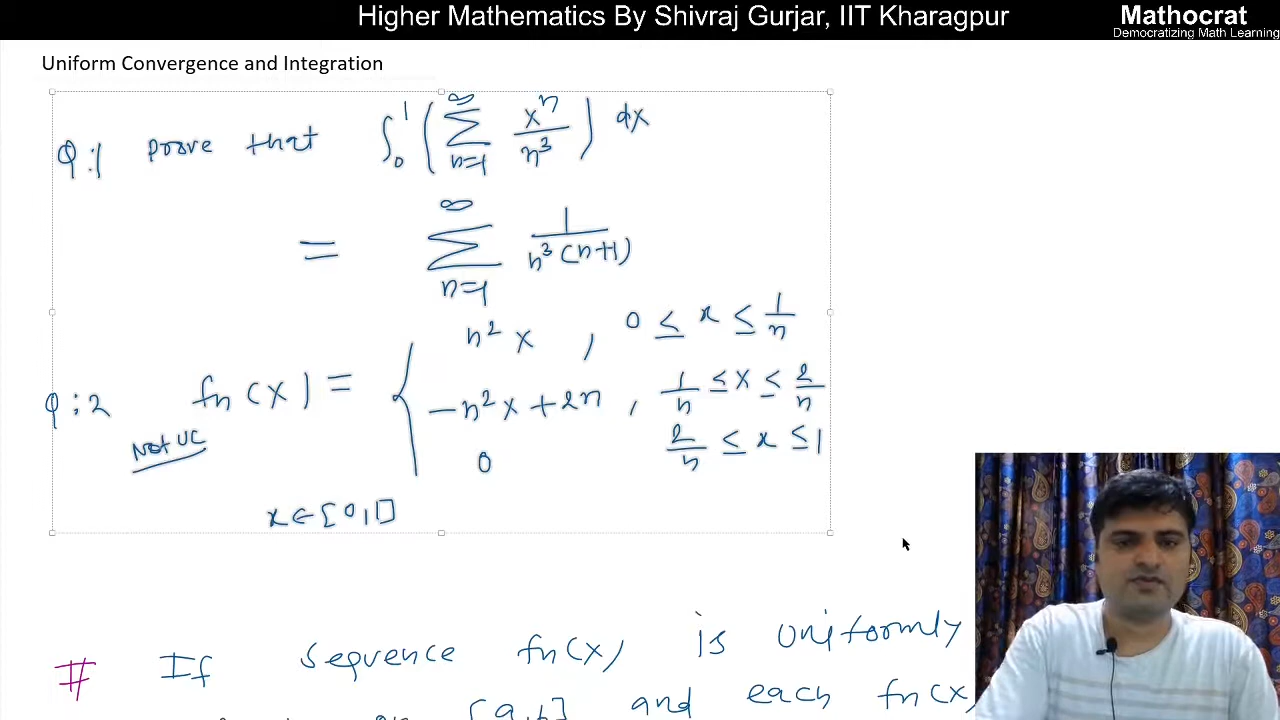 Higher Mathematics By Shivraj Gurjar, IIT Kharagpur
Mathocrat
Democratizing Math Learning
Uniform Convergence and Integration
Q:1 prove that ∫₀¹ ( ∑_{n=1}^{∞} xⁿ/n³ ) dx
= ∑_{n=1}^{∞} 1/(n³(n+1))
Q:2 fn(x) = { n²x , 0 ≤ x ≤ 1/n
-n²x + 2n , 1/n ≤ x ≤ 2/n
0 2/n ≤ x ≤ 1
Not UC
x∈[0,1]
# If sequence fn(x) is uniformly
[a,b] and each fn(x)